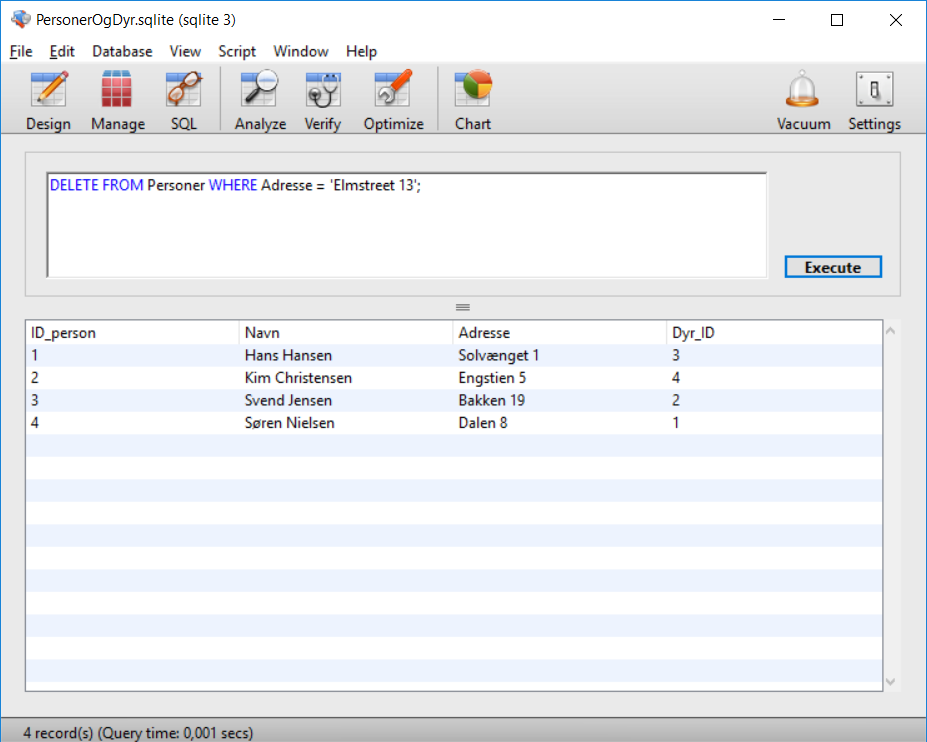 PersonerOgDyr.sqlite (sqlite 3)
File Edit Database View Script Window Help
Design Manage SQL Analyze Verify Optimize Chart Vacuum Settings
DELETE FROM Personer WHERE Adresse = 'Elmstreet 13';
Execute
ID_person Navn Adresse Dyr_ID
1 Hans Hansen Solvænget 1 3
2 Kim Christensen Engstien 5 4
3 Svend Jensen Bakken 19 2
4 Søren Nielsen Dalen 8 1
4 record(s) (Query time: 0,001 secs)